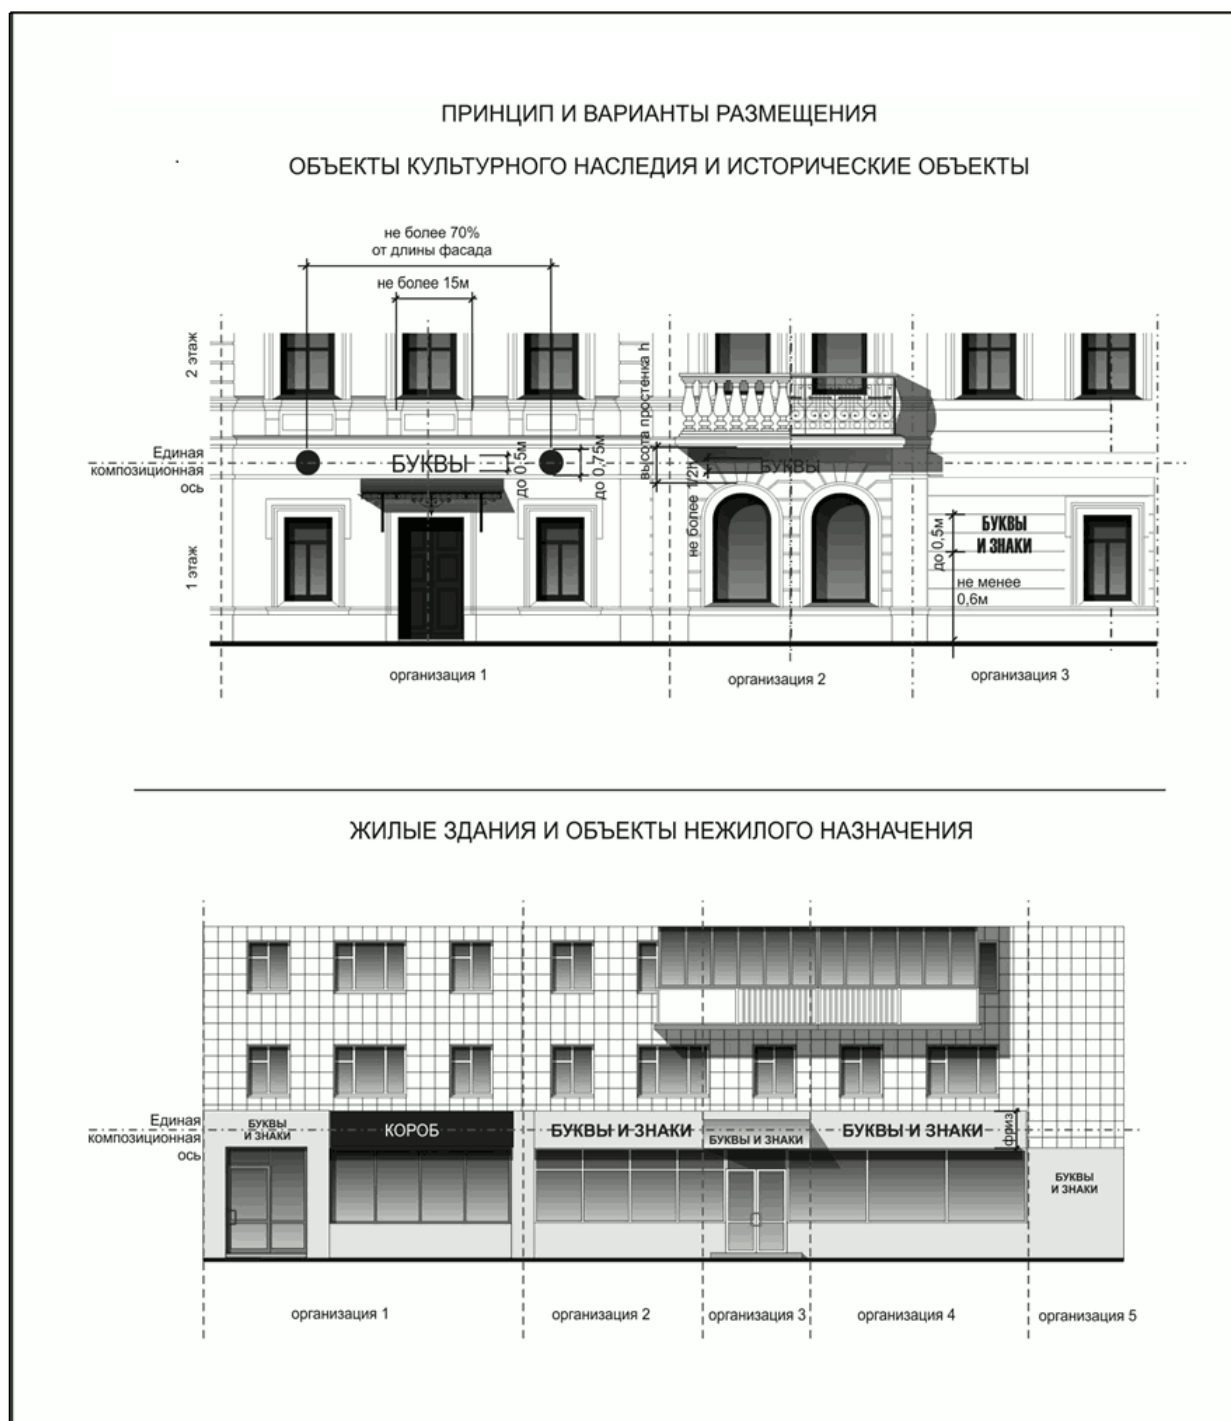 ПРИНЦИП И ВАРИАНТЫ РАЗМЕЩЕНИЯ
ОБЪЕКТЫ КУЛЬТУРНОГО НАСЛЕДИЯ И ИСТОРИЧЕСКИЕ ОБЪЕКТЫ
не более 70%
от длины фасада
не более 15м
2 этаж
высота простенка h
Единая
композиционная
ось
БУКВЫ
до 0,5м
до 0,75м
не более 1/2h
БУКВЫ
1 этаж
до 0,5м
БУКВЫ
И ЗНАКИ
не менее
0,6м
организация 1
организация 2
организация 3
ЖИЛЫЕ ЗДАНИЯ И ОБЪЕКТЫ НЕЖИЛОГО НАЗНАЧЕНИЯ
Единая
композиционная
ось
БУКВЫ
И ЗНАКИ
КОРОБ
БУКВЫ И ЗНАКИ
БУКВЫ И ЗНАКИ
БУКВЫ И ЗНАКИ
фриз
БУКВЫ
И ЗНАКИ
организация 1
организация 2
организация 3
организация 4
организация 5